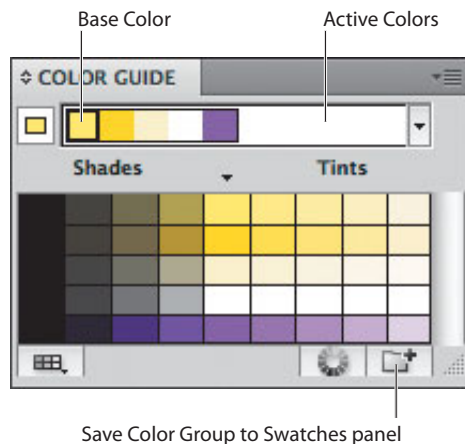 Base Color
Active Colors
COLOR GUIDE
Shades
Tints
Save Color Group to Swatches panel